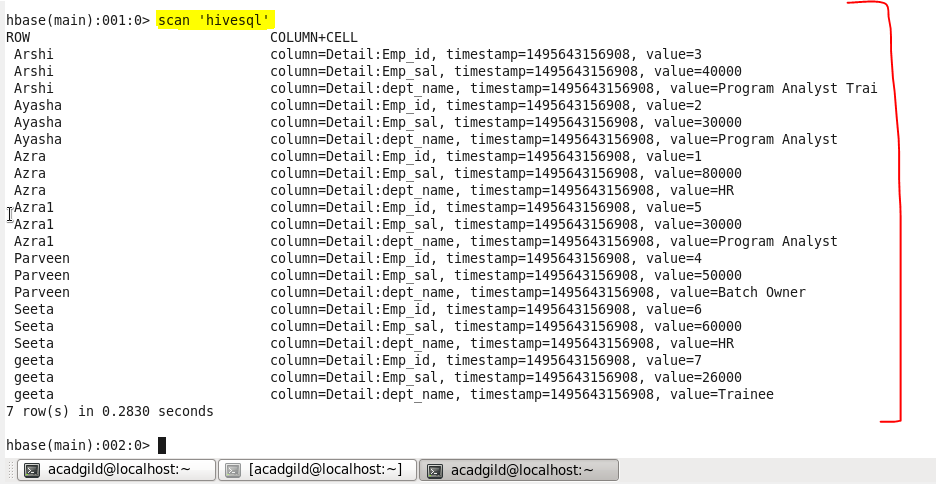 hbase(main):001:0> scan 'hivesql'
ROW COLUMN+CELL
Arshi column=Detail:Emp_id, timestamp=1495643156908, value=3
Arshi column=Detail:Emp_sal, timestamp=1495643156908, value=40000
Arshi column=Detail:dept_name, timestamp=1495643156908, value=Program Analyst Trai
Ayasha column=Detail:Emp_id, timestamp=1495643156908, value=2
Ayasha column=Detail:Emp_sal, timestamp=1495643156908, value=30000
Ayasha column=Detail:dept_name, timestamp=1495643156908, value=Program Analyst
Azra column=Detail:Emp_id, timestamp=1495643156908, value=1
Azra column=Detail:Emp_sal, timestamp=1495643156908, value=80000
Azra column=Detail:dept_name, timestamp=1495643156908, value=HR
Azra1 column=Detail:Emp_id, timestamp=1495643156908, value=5
Azra1 column=Detail:Emp_sal, timestamp=1495643156908, value=30000
Azra1 column=Detail:dept_name, timestamp=1495643156908, value=Program Analyst
Parveen column=Detail:Emp_id, timestamp=1495643156908, value=4
Parveen column=Detail:Emp_sal, timestamp=1495643156908, value=50000
Parveen column=Detail:dept_name, timestamp=1495643156908, value=Batch Owner
Seeta column=Detail:Emp_id, timestamp=1495643156908, value=6
Seeta column=Detail:Emp_sal, timestamp=1495643156908, value=60000
Seeta column=Detail:dept_name, timestamp=1495643156908, value=HR
geeta column=Detail:Emp_id, timestamp=1495643156908, value=7
geeta column=Detail:Emp_sal, timestamp=1495643156908, value=26000
geeta column=Detail:dept_name, timestamp=1495643156908, value=Trainee
7 row(s) in 0.2830 seconds
hbase(main):002:0>
acadgild@localhost:~ [acadgild@localhost:~] acadgild@localhost:~